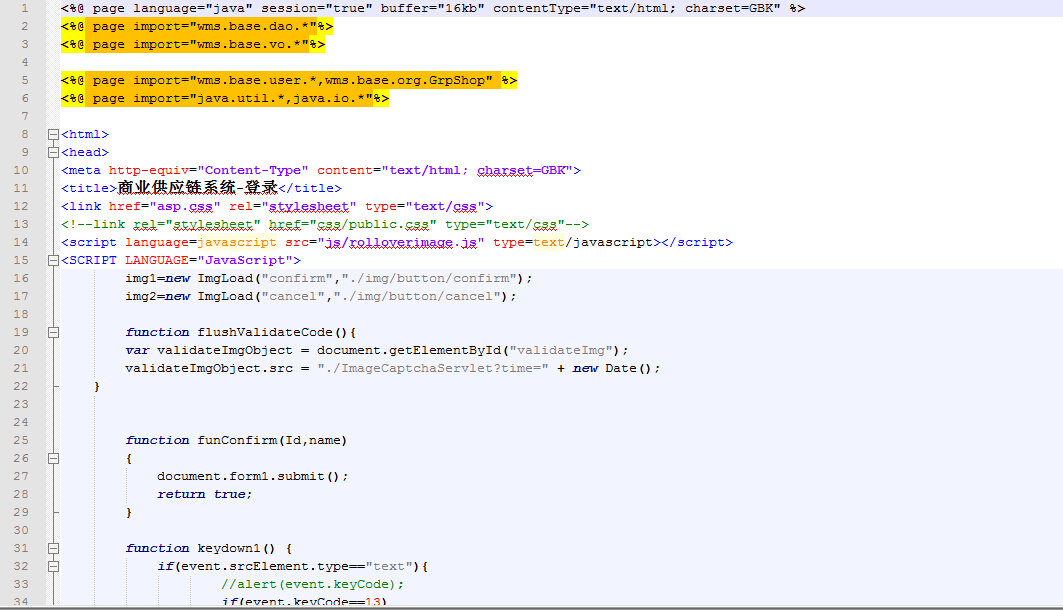 1 <%@ page language="java" session="true" buffer="16kb" contentType="text/html; charset=GBK" %>
2 <%@ page import="wms.base.dao.*"%>
3 <%@ page import="wms.base.vo.*"%>
4
5 <%@ page import="wms.base.user.*,wms.base.org.GrpShop" %>
6 <%@ page import="java.util.*,java.io.*"%>
7
8 <html>
9 <head>
10 <meta http-equiv="Content-Type" content="text/html; charset=GBK">
11 <title>商业供应链系统-登录</title>
12 <link href="asp.css" rel="stylesheet" type="text/css">
13 <!--link rel="stylesheet" href="css/public.css" type="text/css"-->
14 <script language=javascript src="js/rolloverimage.js" type=text/javascript></script>
15 <SCRIPT LANGUAGE="JavaScript">
16 img1=new ImgLoad("confirm","./img/button/confirm");
17 img2=new ImgLoad("cancel","./img/button/cancel");
18
19 function flushValidateCode(){
20 var validateImgObject = document.getElementById("validateImg");
21 validateImgObject.src = "./ImageCaptchaServlet?time=" + new Date();
22 }
23
24
25 function funConfirm(Id,name)
26 {
27 document.form1.submit();
28 return true;
29 }
30
31 function keydown1() {
32 if(event.srcElement.type=="text"){
33 //alert(event.keyCode);
34 if(event.keyCode==13)